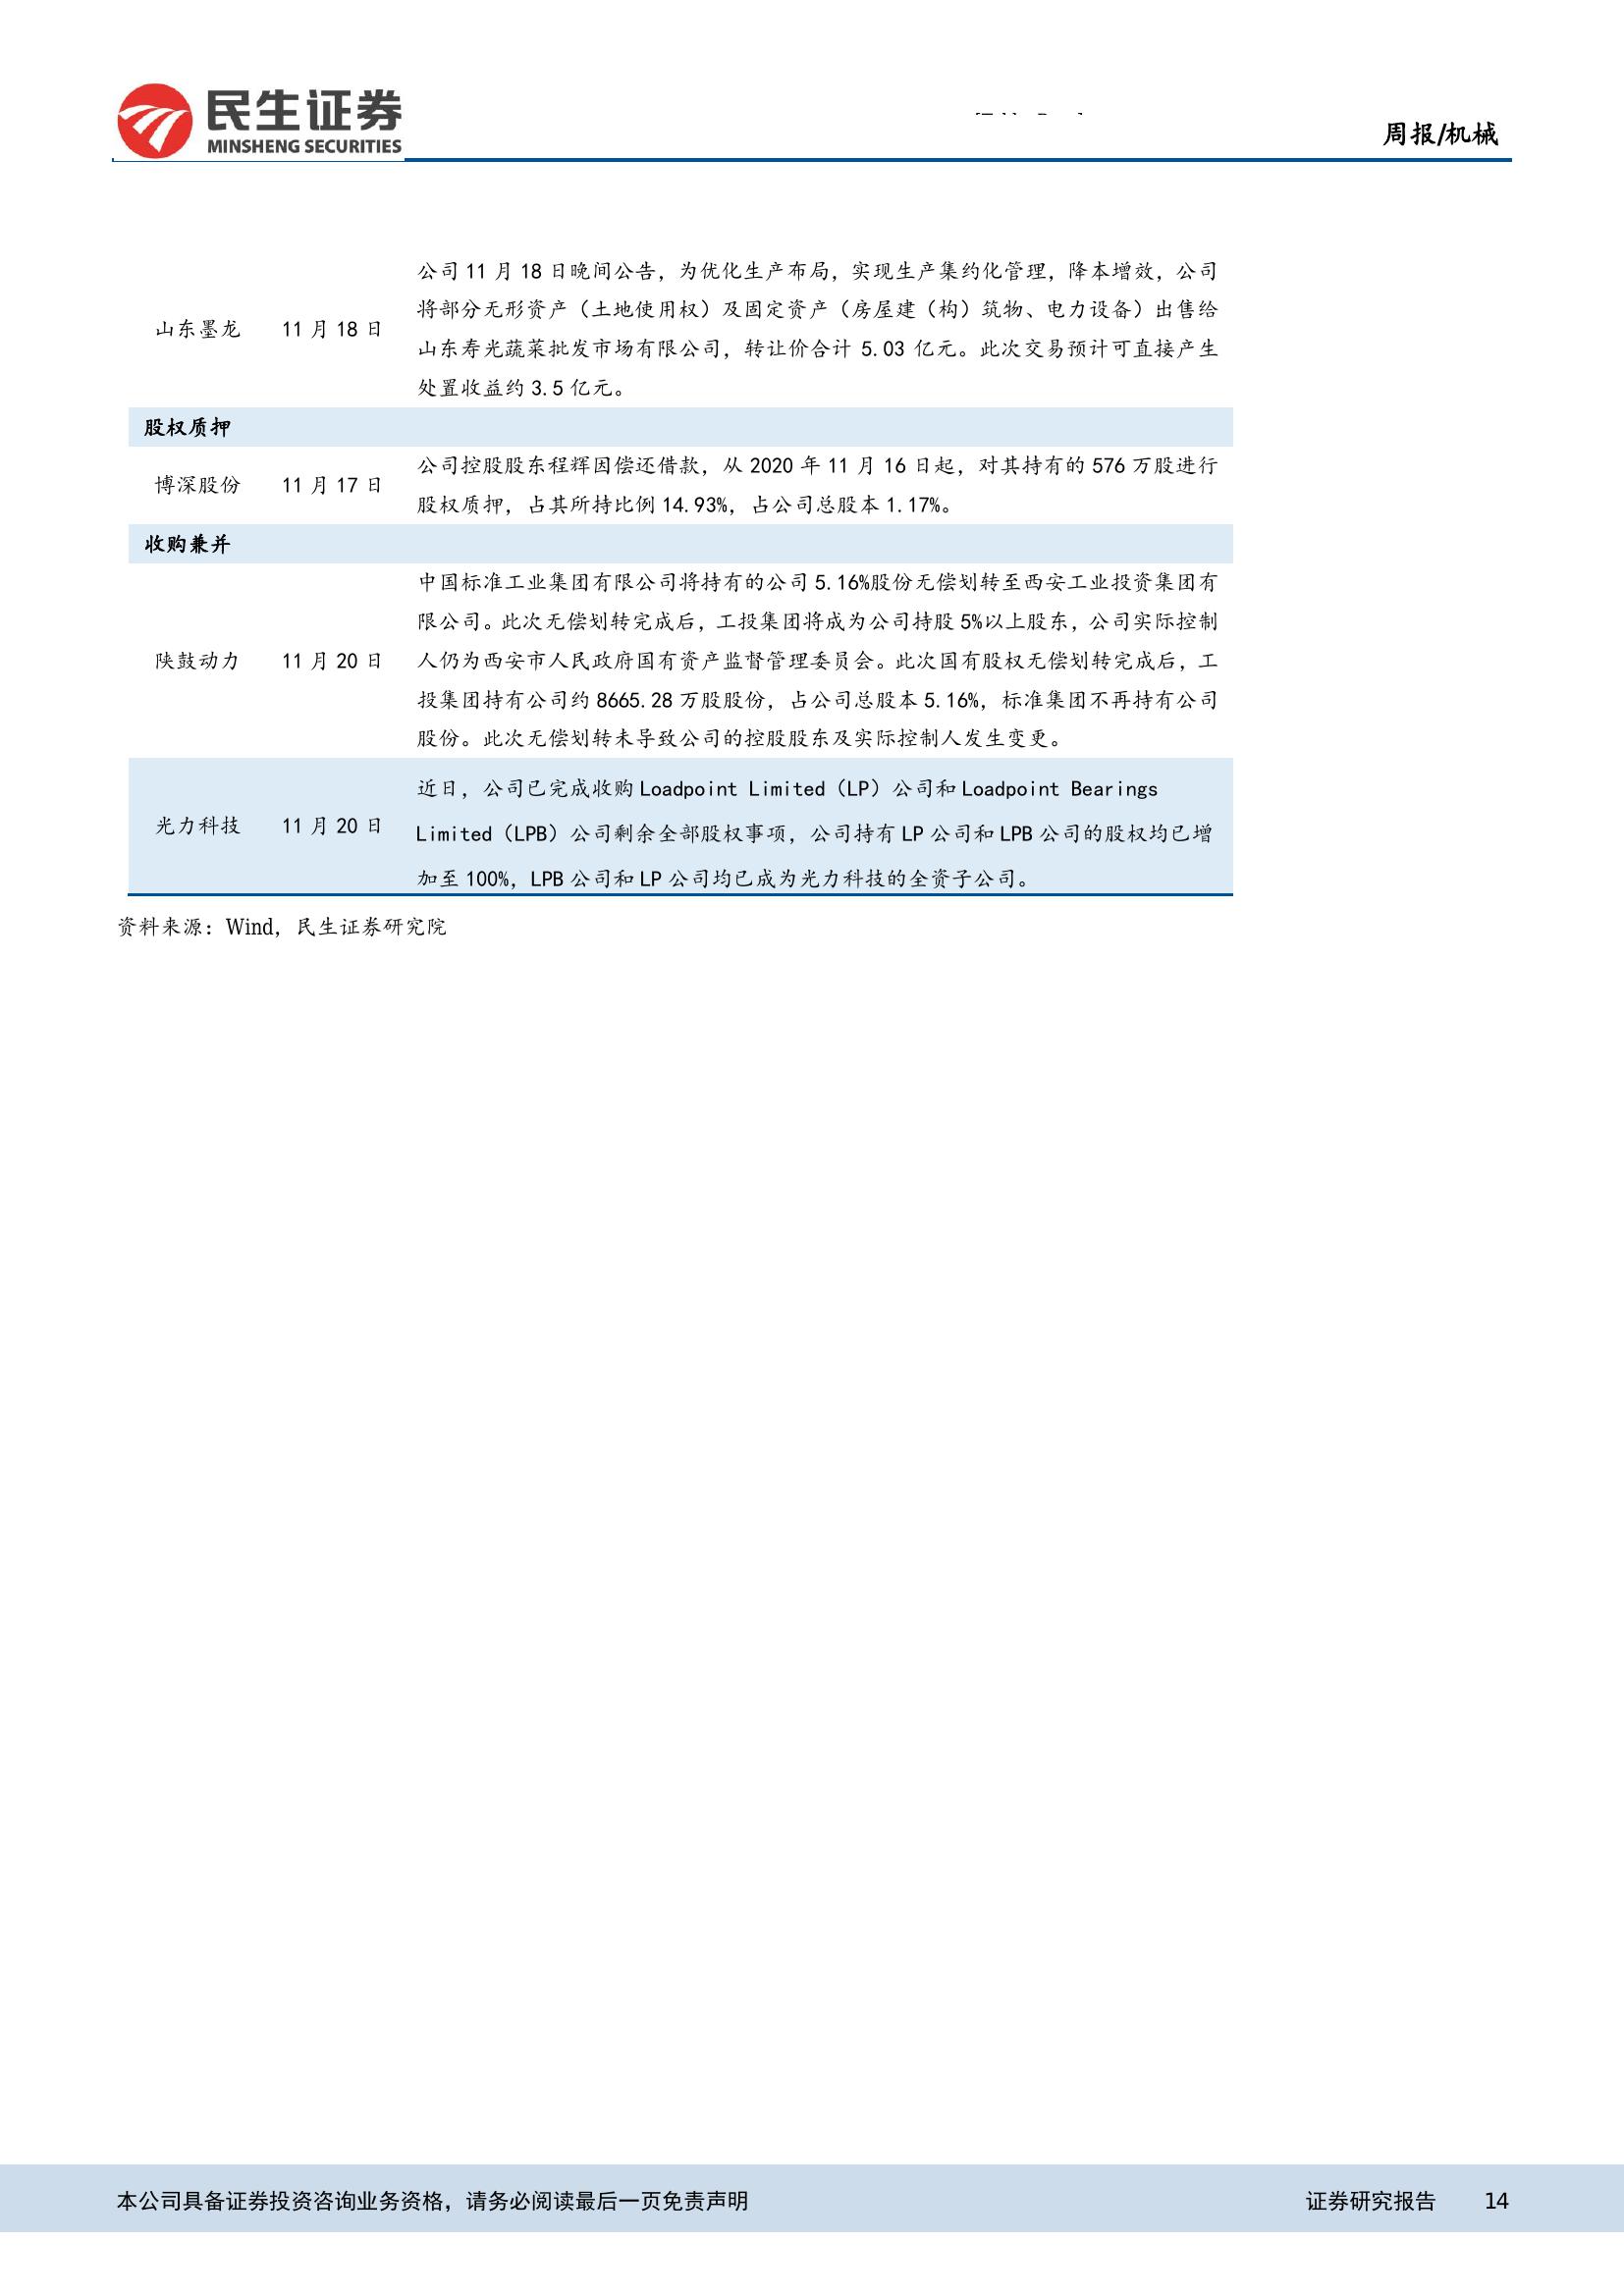 民生证券
MINSHENG SECURITIES
周报/机械
公司 11 月 18 日晚间公告，为优化生产布局，实现生产集约化管理，降本增效，公司
将部分无形资产（土地使用权）及固定资产（房屋建（构）筑物、电力设备）出售给
山东墨龙 11 月 18 日
山东寿光蔬菜批发市场有限公司，转让价合计 5.03 亿元。此次交易预计可直接产生
处置收益约 3.5 亿元。
股权质押
博深股份 11 月 17 日
公司控股股东程辉因偿还借款，从 2020 年 11 月 16 日起，对其持有的 576 万股进行
股权质押，占其所持比例 14.93%，占公司总股本 1.17%。
收购兼并
中国标准工业集团有限公司将持有的公司 5.16%股份无偿划转至西安工业投资集团有
限公司。此次无偿划转完成后，工投集团将成为公司持股 5%以上股东，公司实际控制
陕鼓动力 11 月 20 日 人仍为西安市人民政府国有资产监督管理委员会。此次国有股权无偿划转完成后，工
投集团持有公司约 8665.28 万股股份，占公司总股本 5.16%，标准集团不再持有公司
股份。此次无偿划转未导致公司的控股股东及实际控制人发生变更。
近日，公司已完成收购 Loadpoint Limited（LP）公司和 Loadpoint Bearings
光力科技 11 月 20 日 Limited（LPB）公司剩余全部股权事项，公司持有 LP 公司和 LPB 公司的股权均已增
加至 100%，LPB 公司和 LP 公司均已成为光力科技的全资子公司。
资料来源：Wind，民生证券研究院
本公司具备证券投资咨询业务资格，请务必阅读最后一页免责声明 证券研究报告 14